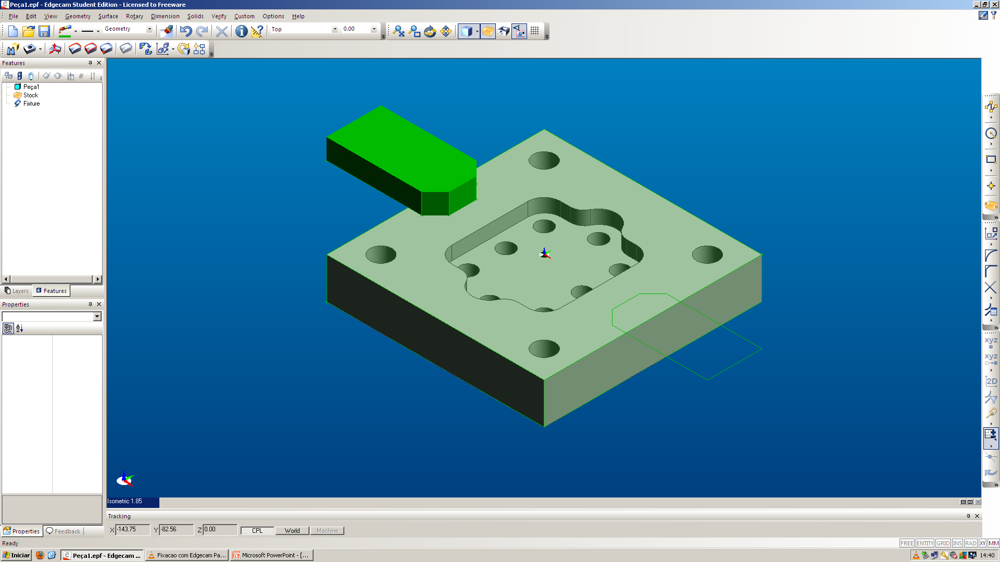 Peça1.epf - Edgecam Student Edition - Licensed to Freeware
File Edit View Geometry Surface Rotary Dimension Solids Verify Custom Options Help
Geometry Top 0.00
Features
Peça1
Stock
Fixture
Layers Features
Properties
Properties Feedback
xyz
xyz
2D
Isometric 1.85
Tracking
X -143.75 Y -82.56 Z 0.00 CPL World Machine
Ready
FREE ENTITY GRID INS RAD XY MM
Iniciar Peça1.epf - Edgecam ... Fixacao com Edgecam Pa... Microsoft PowerPoint - [... 14:40